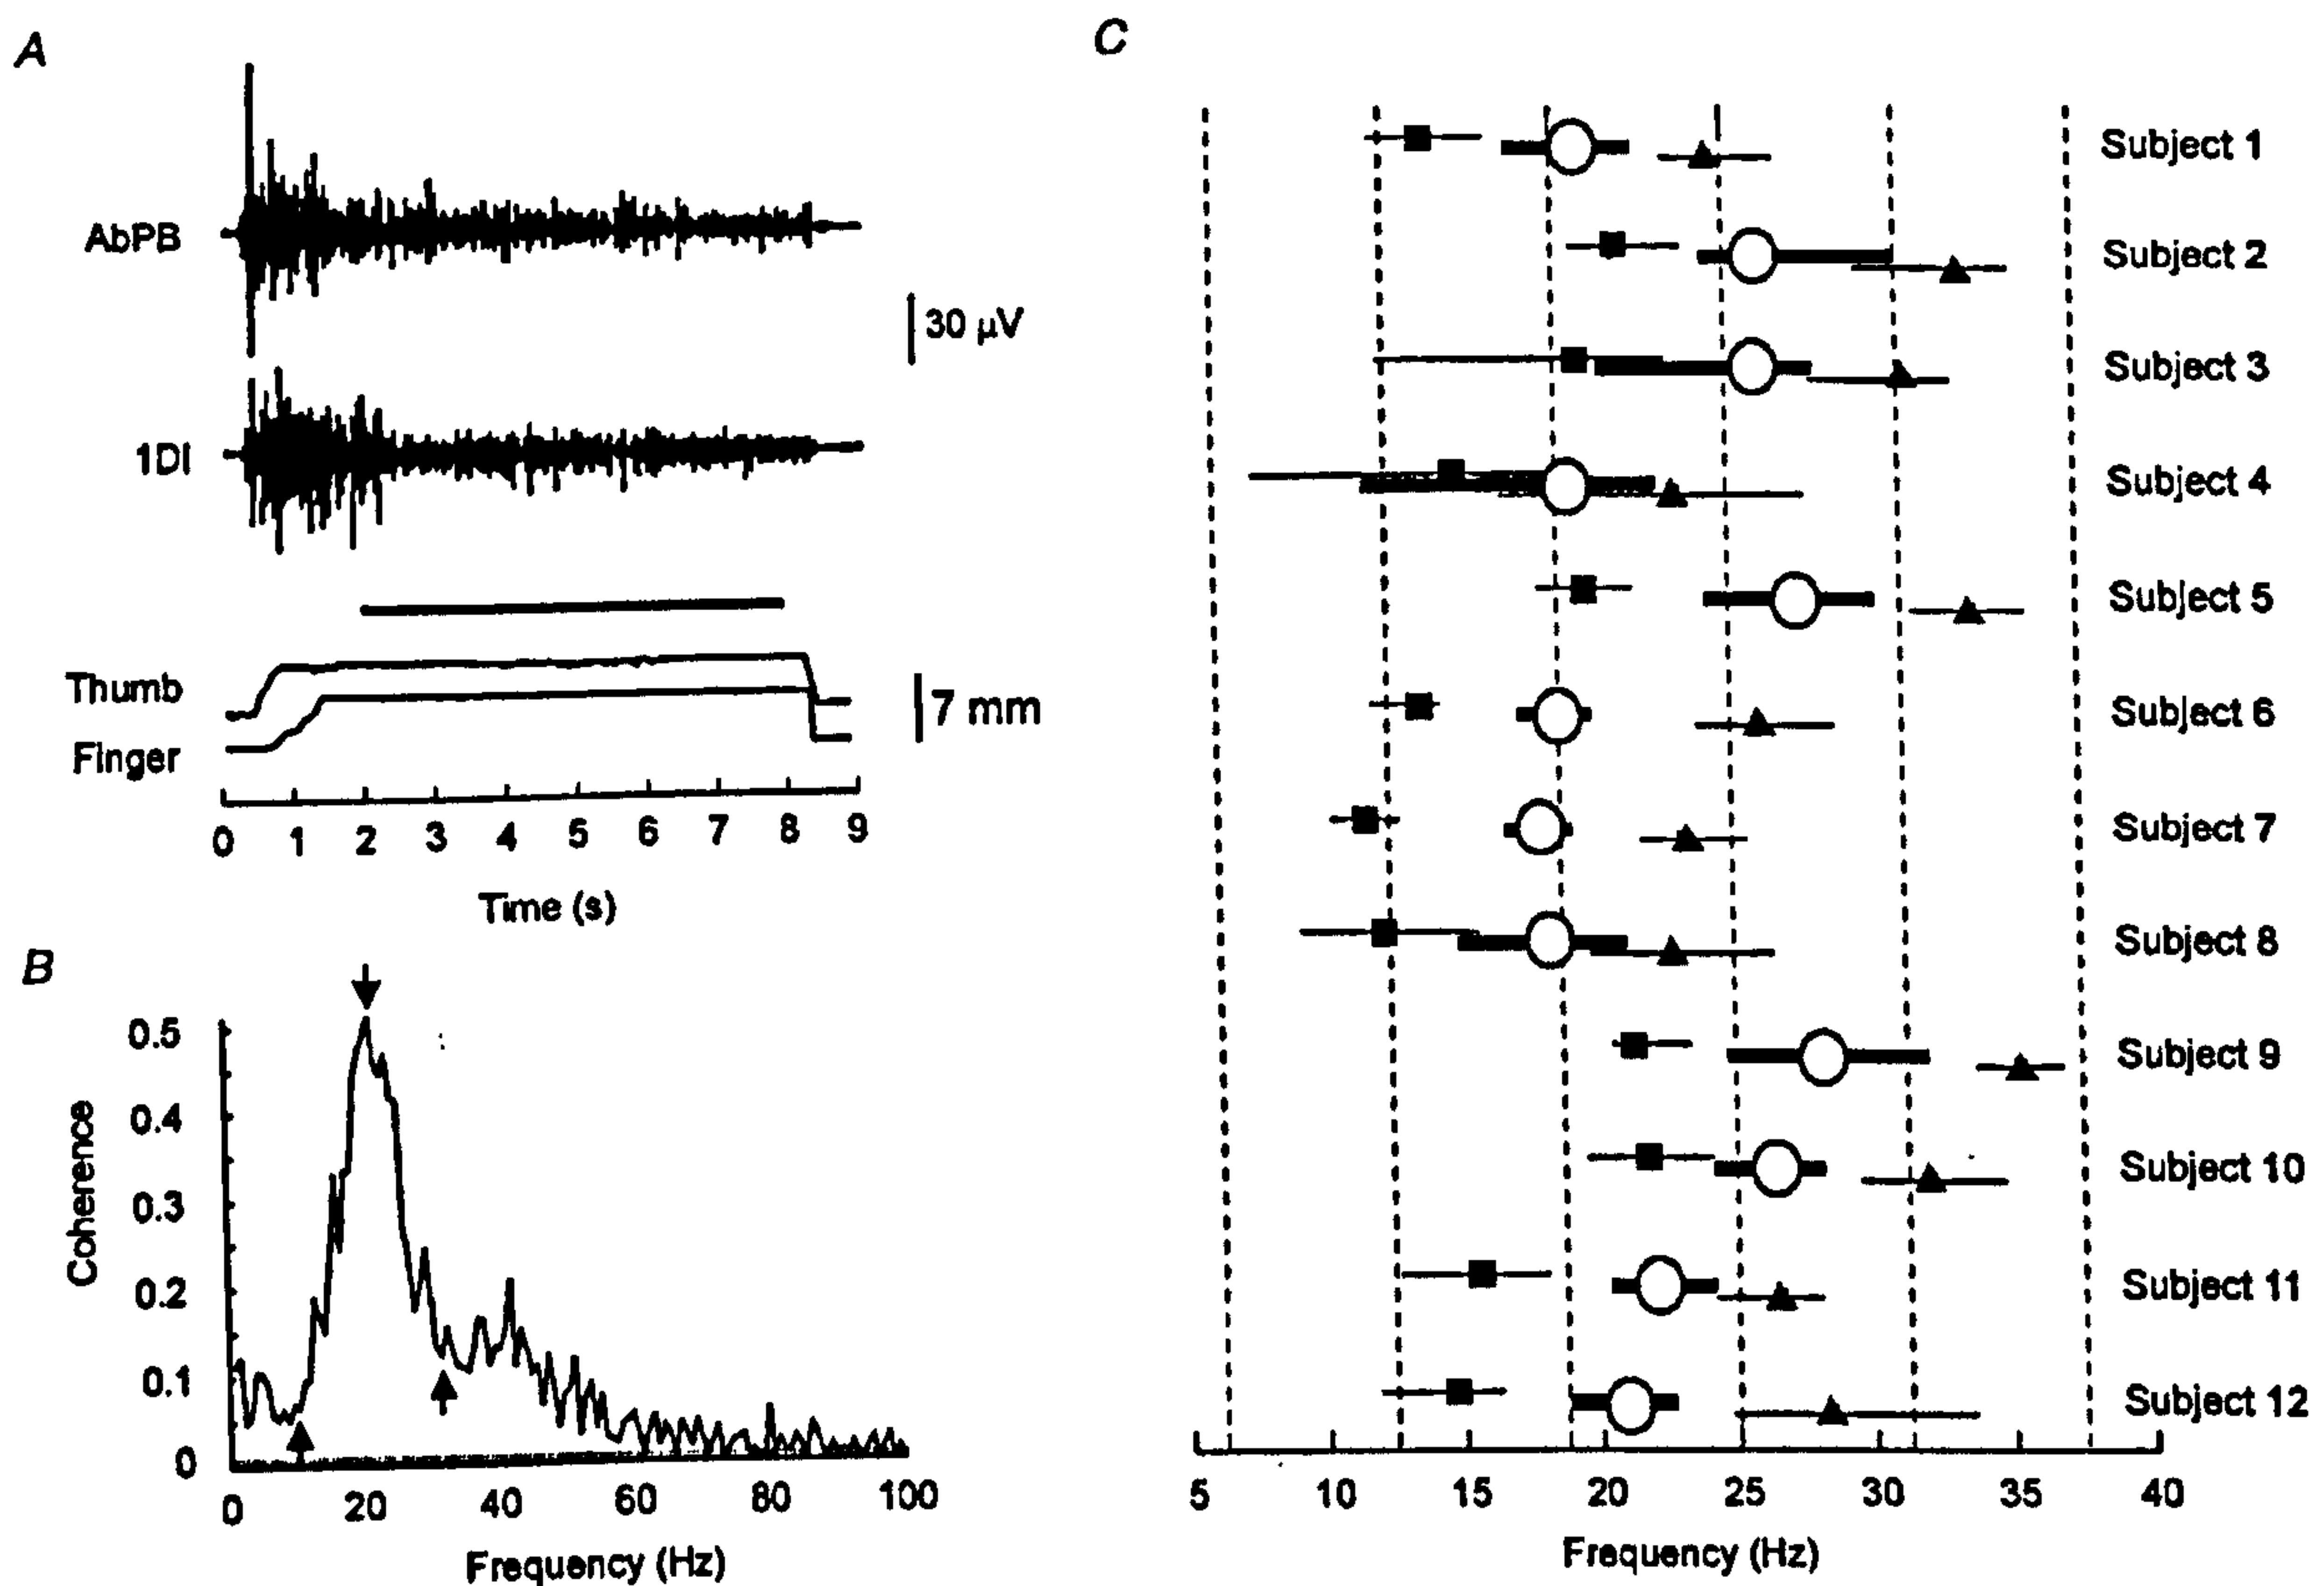 A
AbPB
30 µV
1DI
Thumb
7 mm
Finger
0 1 2 3 4 5 6 7 8 9
Time (s)
B
0.5
0.4
0.3
0.2
0.1
0
Coherence
0 20 40 60 80 100
Frequency (Hz)
C
Subject 1
Subject 2
Subject 3
Subject 4
Subject 5
Subject 6
Subject 7
Subject 8
Subject 9
Subject 10
Subject 11
Subject 12
5 10 15 20 25 30 35 40
Frequency (Hz)